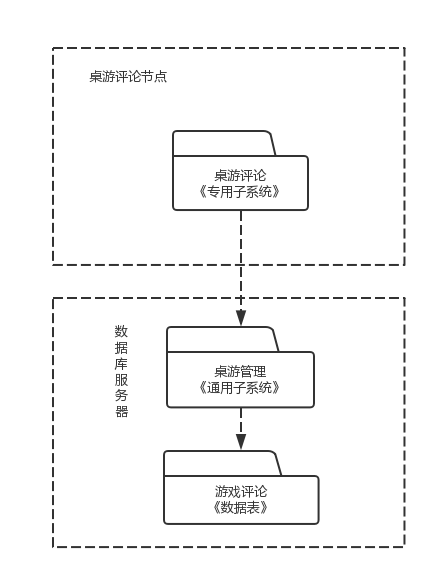 桌游评论节点
桌游评论
《专用子系统》
数
据
库
服
务
器
桌游管理
《通用子系统》
游戏评论
《数据表》